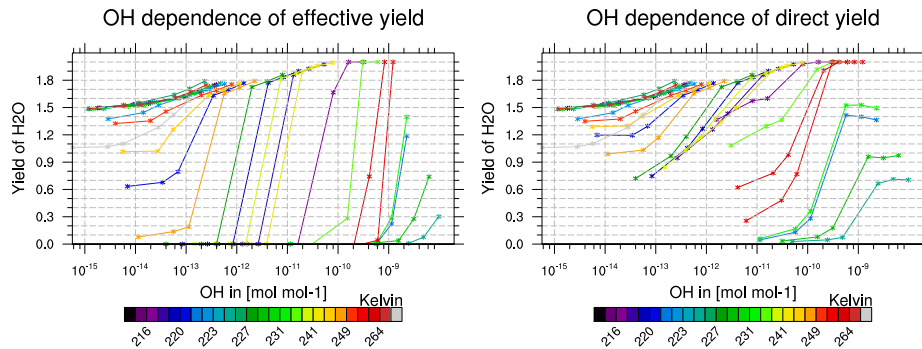 OH dependence of effective yield
Yield of H2O
1.8
1.5
1.2
0.9
0.6
0.3
0.0
10-15 10-14 10-13 10-12 10-11 10-10 10-9
OH in [mol mol-1]
Kelvin
216 220 223 227 231 241 249 264
OH dependence of direct yield
Yield of H2O
1.8
1.5
1.2
0.9
0.6
0.3
0.0
10-15 10-14 10-13 10-12 10-11 10-10 10-9
OH in [mol mol-1]
Kelvin
216 220 223 227 231 241 249 264